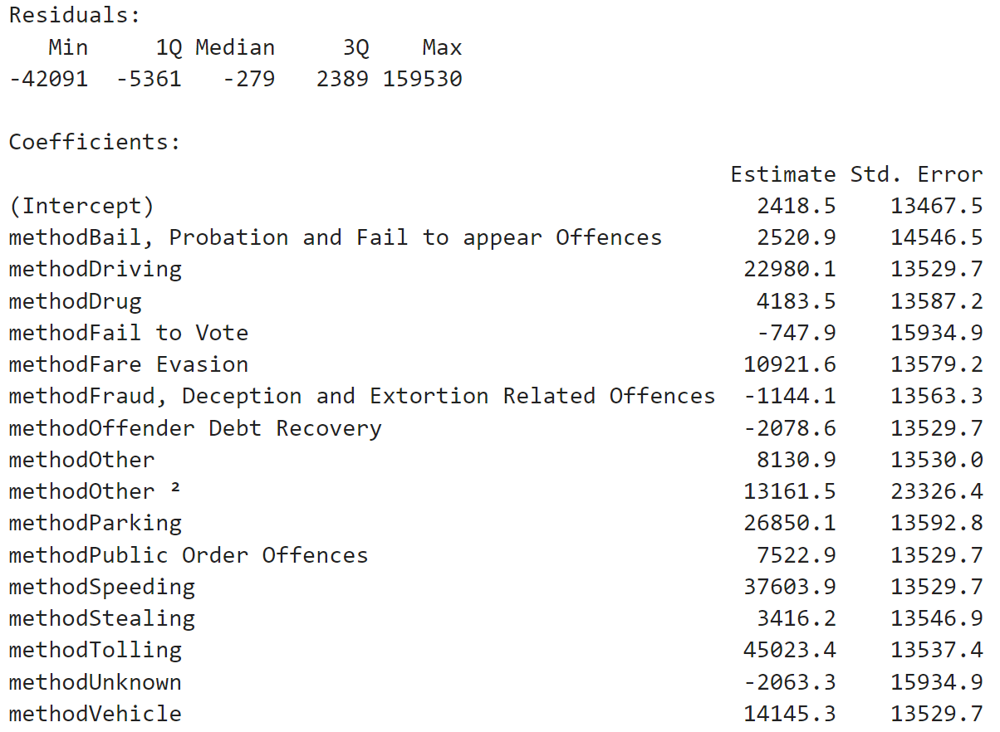 Residuals:
   Min     1Q Median     3Q    Max
-42091  -5361   -279   2389 159530
Coefficients:
                                                      Estimate Std. Error
(Intercept)                                             2418.5    13467.5
methodBail, Probation and Fail to appear Offences       2520.9    14546.5
methodDriving                                          22980.1    13529.7
methodDrug                                              4183.5    13587.2
methodFail to Vote                                      -747.9    15934.9
methodFare Evasion                                     10921.6    13579.2
methodFraud, Deception and Extortion Related Offences  -1144.1    13563.3
methodOffender Debt Recovery                           -2078.6    13529.7
methodOther                                             8130.9    13530.0
methodOther ²                                          13161.5    23326.4
methodParking                                          26850.1    13592.8
methodPublic Order Offences                             7522.9    13529.7
methodSpeeding                                         37603.9    13529.7
methodStealing                                          3416.2    13546.9
methodTolling                                          45023.4    13537.4
methodUnknown                                          -2063.3    15934.9
methodVehicle                                          14145.3    13529.7